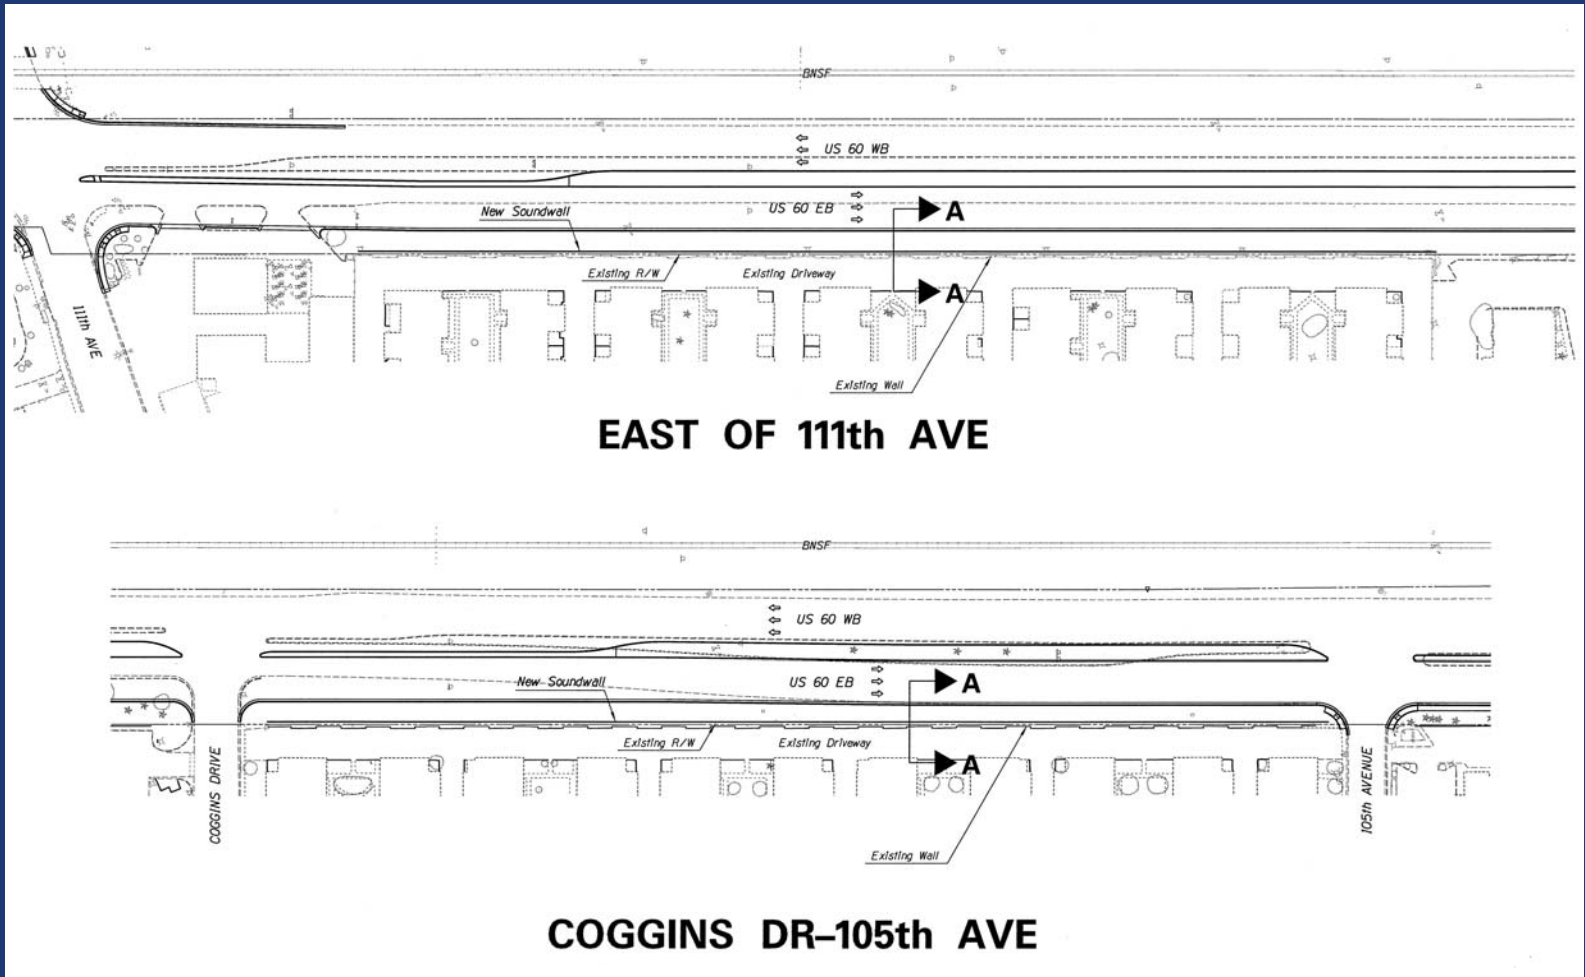 BNSF
US 60 WB
US 60 EB
A
New Soundwall
Existing R/W
Existing Driveway
A
111th AVE
Existing Wall
EAST OF 111th AVE
BNSF
US 60 WB
US 60 EB
A
New Soundwall
Existing R/W
Existing Driveway
A
COGGINS DRIVE
105th AVENUE
Existing Wall
COGGINS DR–105th AVE